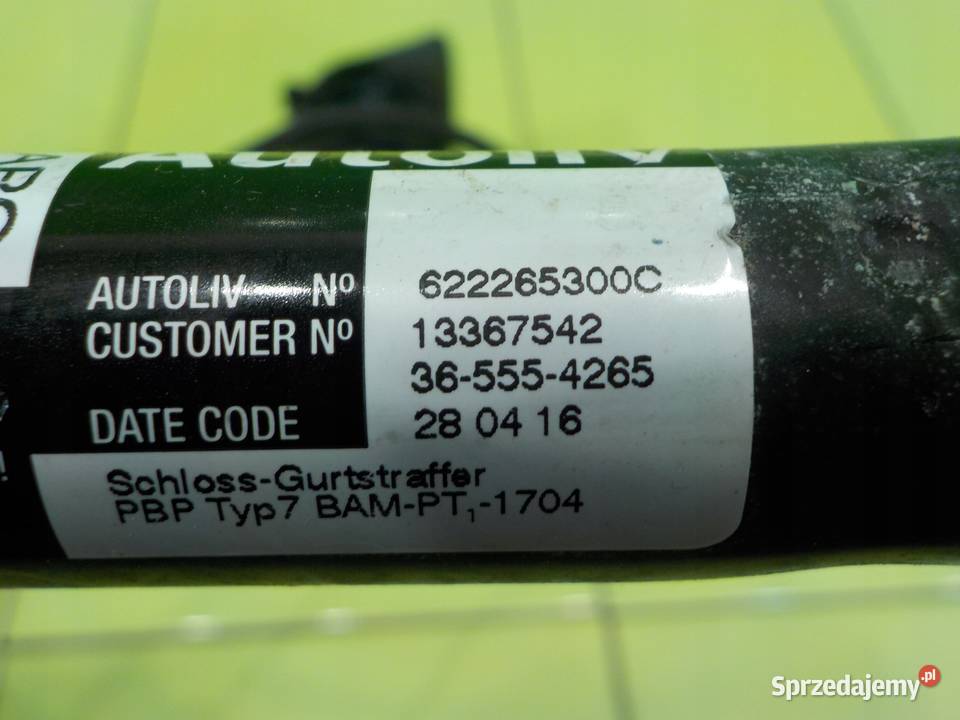 Autoliv
AUTOLIV Nº 622265300C
CUSTOMER Nº 13367542
36-555-4265
DATE CODE 28 04 16
Schloss-Gurtstraffer
PBP Typ7 BAM-PT₁-1704
Sprzedajemy.pl